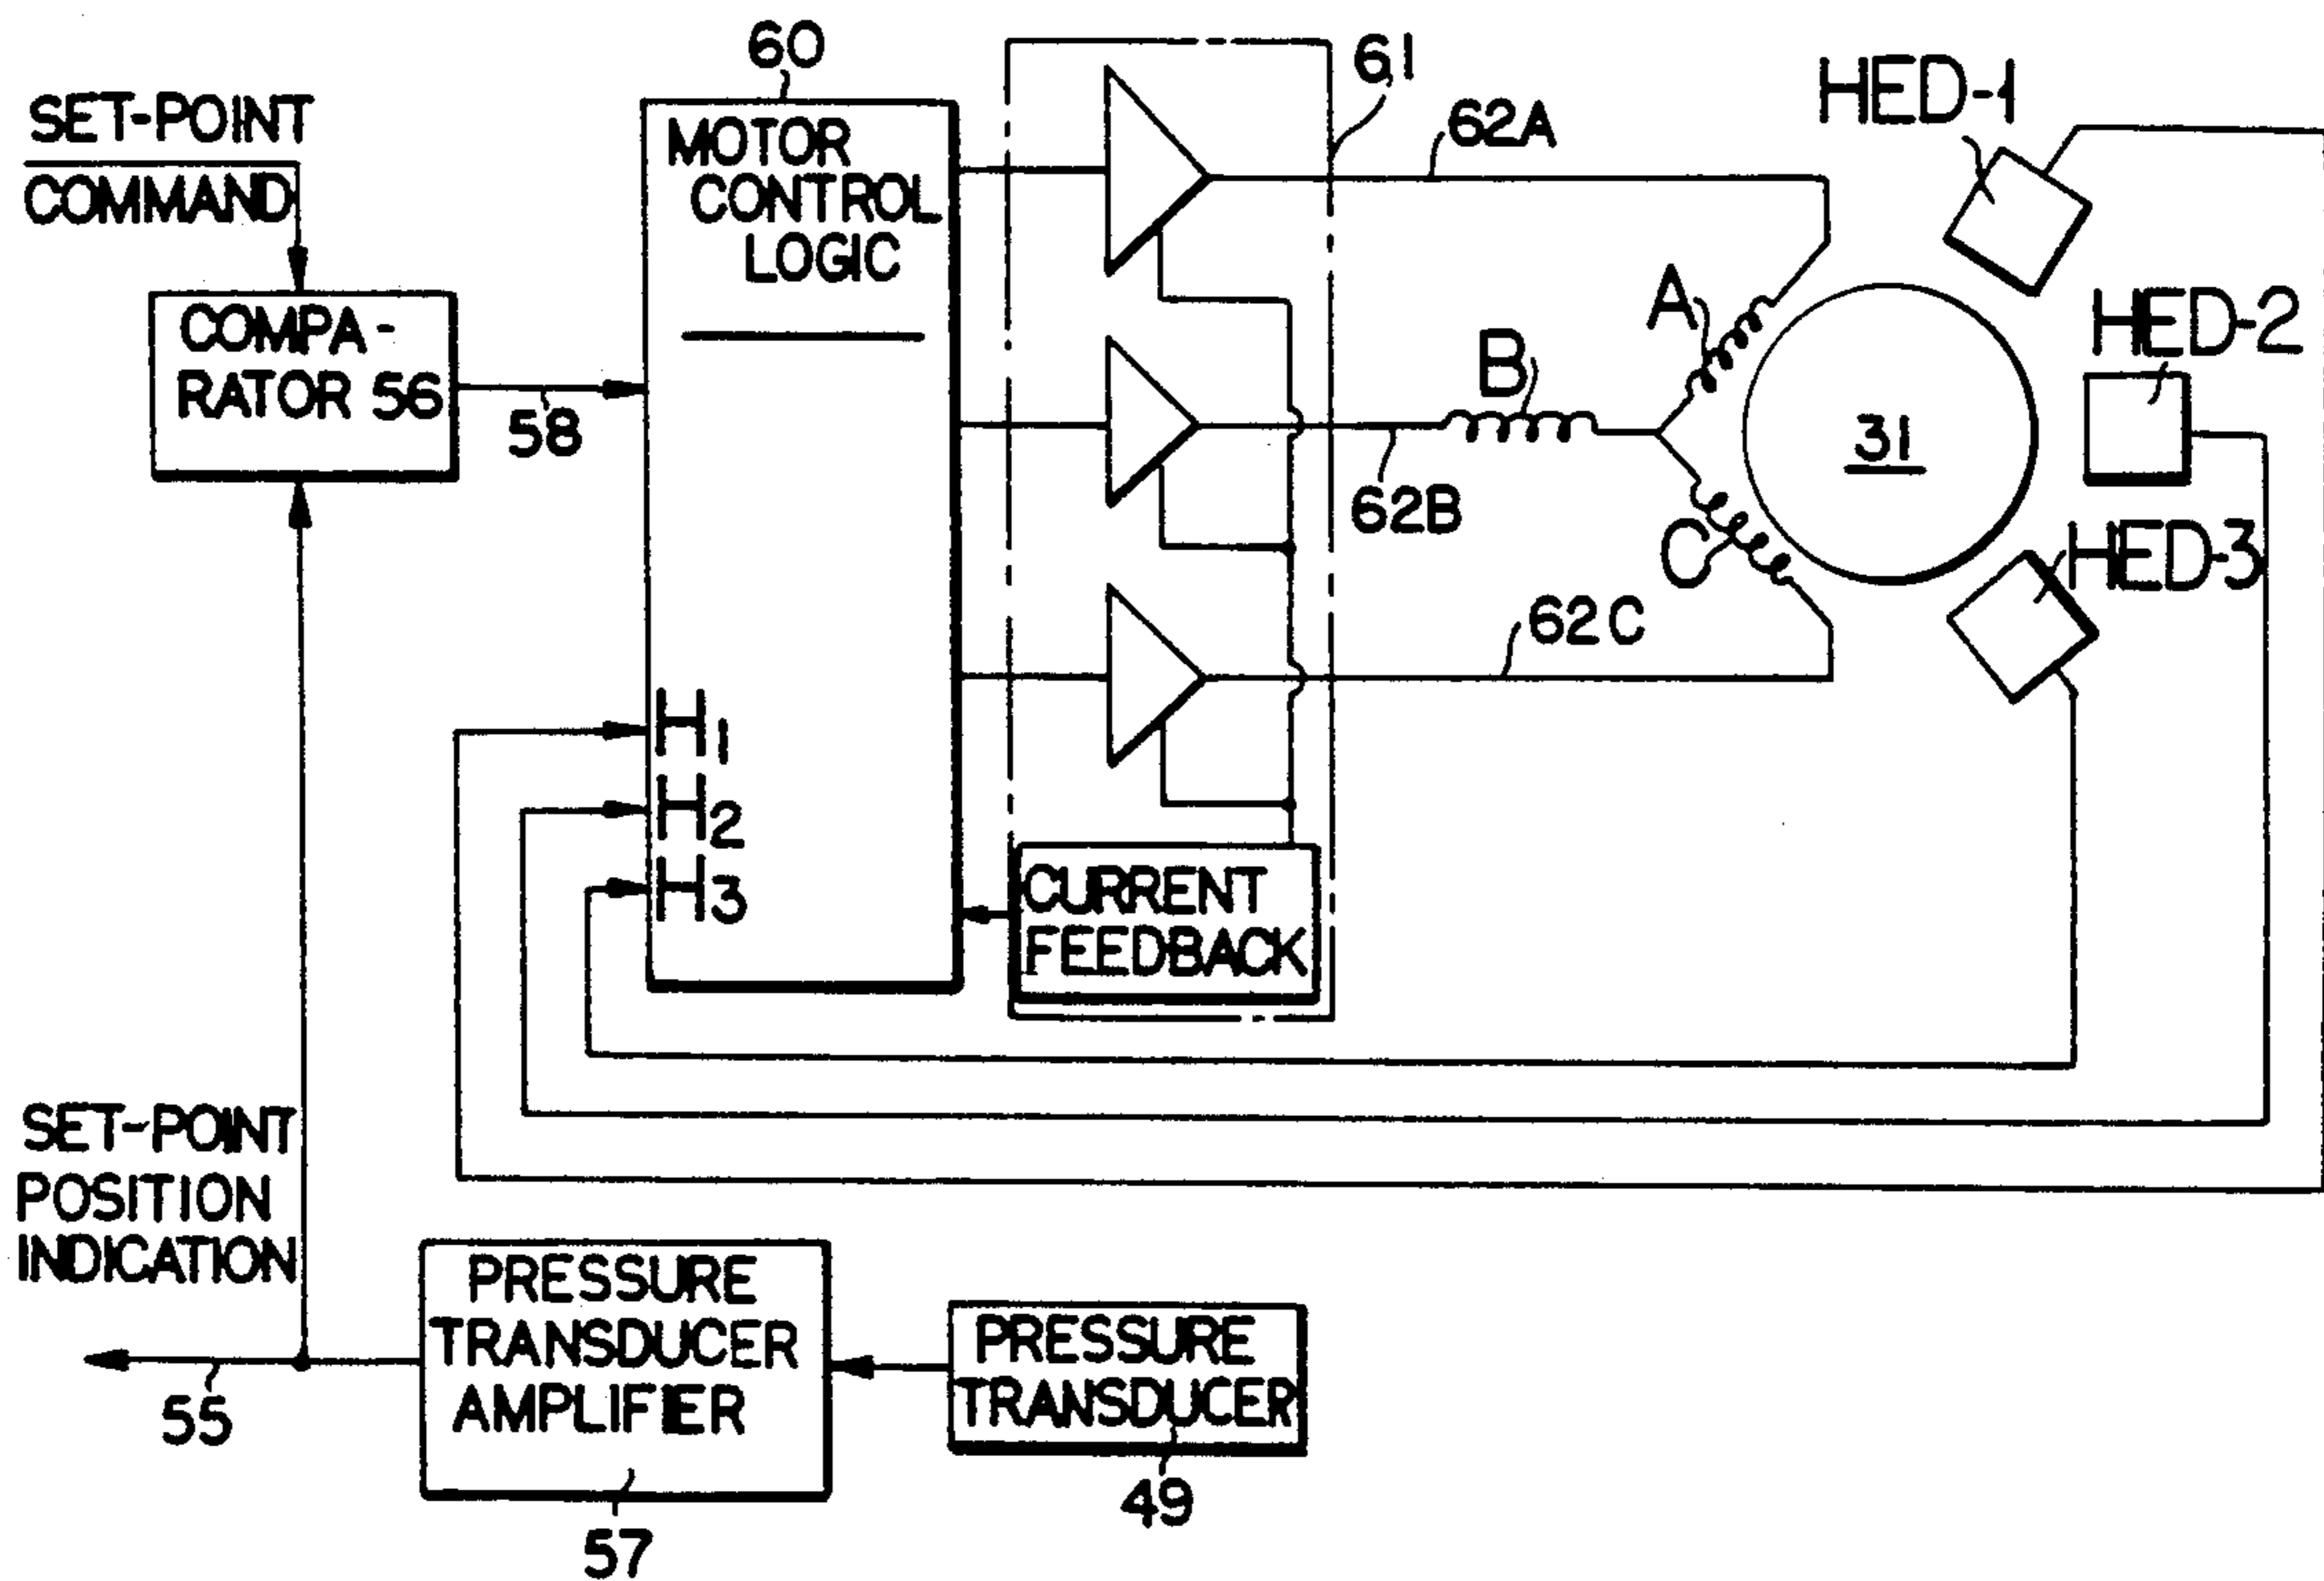 60
61
HED-1
SET-POINT
COMMAND
MOTOR
CONTROL
LOGIC
62A
COMPA-
RATOR 56
58
A
B
HED-2
31
62B
C
HED-3
62C
H1
H2
H3
CURRENT
FEEDBACK
SET-POINT
POSITION
INDICATION
55
PRESSURE
TRANSDUCER
AMPLIFIER
57
PRESSURE
TRANSDUCER
49